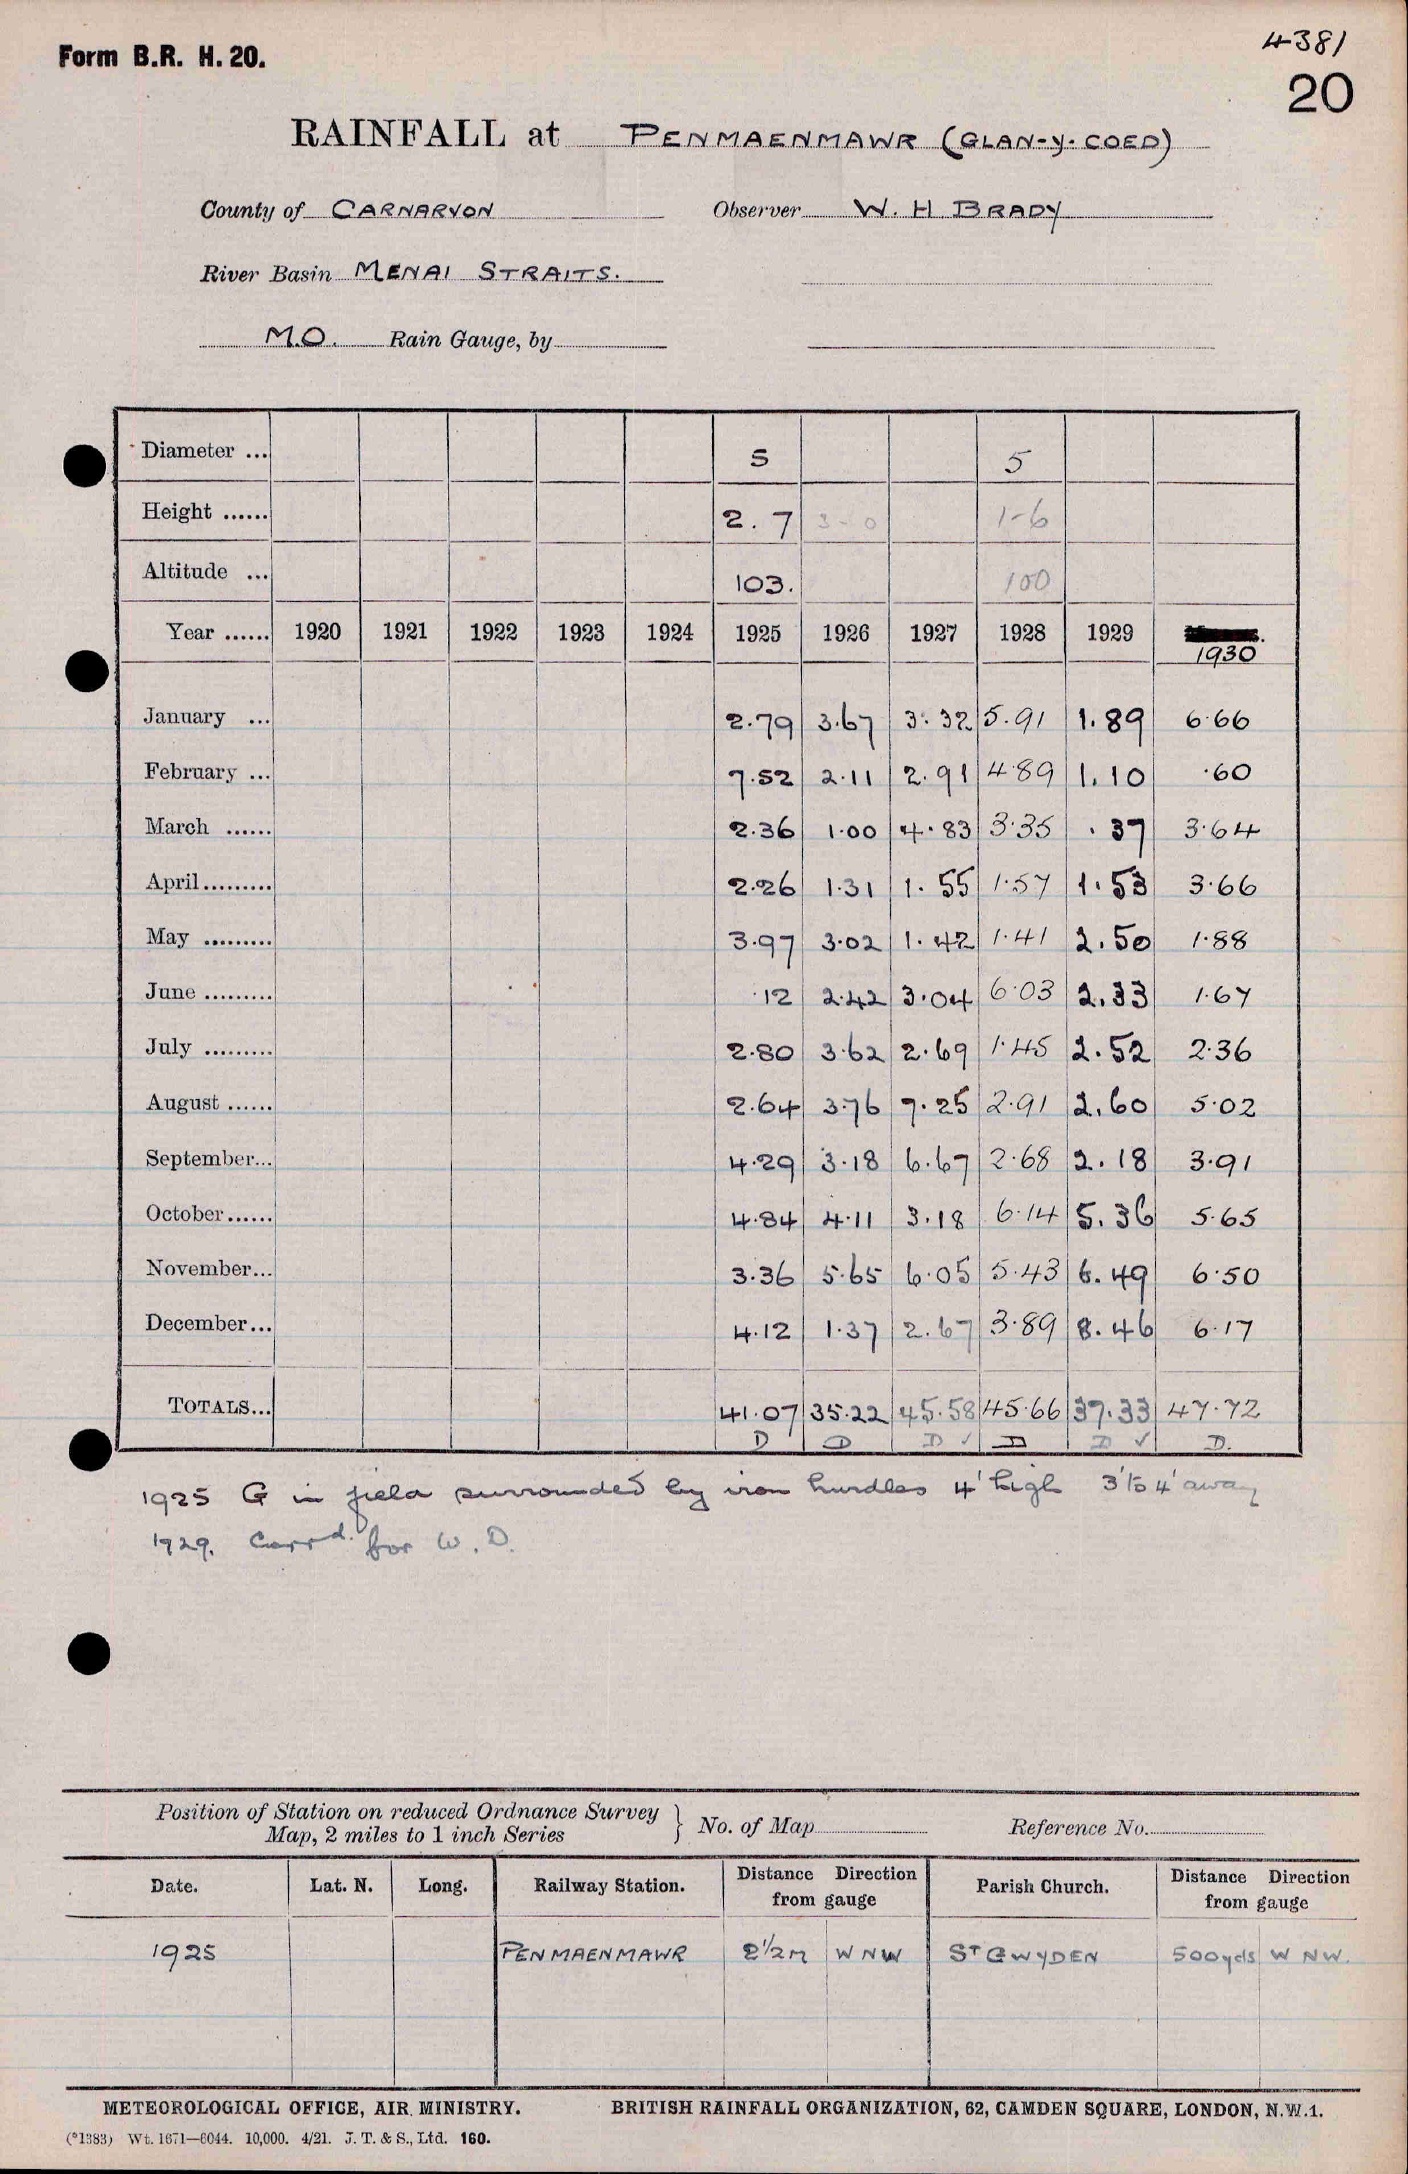 Form B.R. H. 20.
4381
20
RAINFALL at PENMAENMAWR (GLAN-Y-COED)
County of CARNARVON Observer W. H BRADY
River Basin MENAI STRAITS.
M.O. Rain Gauge, by
Diameter ... 5 5
Height ...... 2. 7 3-0 1-6
Altitude ... 103. 100
Year ...... 1920 1921 1922 1923 1924 1925 1926 1927 1928 1929 1930
January ... 2.79 3.67 3.32 5.91 1.89 6.66
February ... 7.52 2.11 2.91 4.89 1.10 .60
March ...... 2.36 1.00 4.83 3.35 .37 3.64
April ......... 2.26 1.31 1.55 1.57 1.53 3.66
May ......... 3.97 3.02 1.42 1.41 2.50 1.88
June ......... .12 2.42 3.04 6.03 2.33 1.67
July ......... 2.80 3.62 2.69 1.45 2.52 2.36
August ...... 2.64 3.76 7.25 2.91 2.60 5.02
September... 4.29 3.18 6.67 2.68 2.18 3.91
October...... 4.84 4.11 3.18 6.14 5.36 5.65
November... 3.36 5.65 6.05 5.43 6.49 6.50
December... 4.12 1.37 2.67 3.89 8.46 6.17
TOTALS... 41.07 35.22 45.58 45.66 37.33 47.72
D D D ✓ D D ✓ D.
1925 G in field surrounded by iron hurdles 4' high 3' to 4' away
1929. Corrd. for W. D.
Position of Station on reduced Ordnance Survey
Map, 2 miles to 1 inch Series } No. of Map Reference No.
Date. Lat. N. Long. Railway Station. Distance Direction from gauge Parish Church. Distance Direction from gauge
1925 PENMAENMAWR 2½m WNW ST GWYDEN 500yds W NW.
METEOROLOGICAL OFFICE, AIR MINISTRY. BRITISH RAINFALL ORGANIZATION, 62, CAMDEN SQUARE, LONDON, N.W.1.
(*1383) Wt. 1671—6044. 10,000. 4/21. J. T. & S., Ltd. 160.